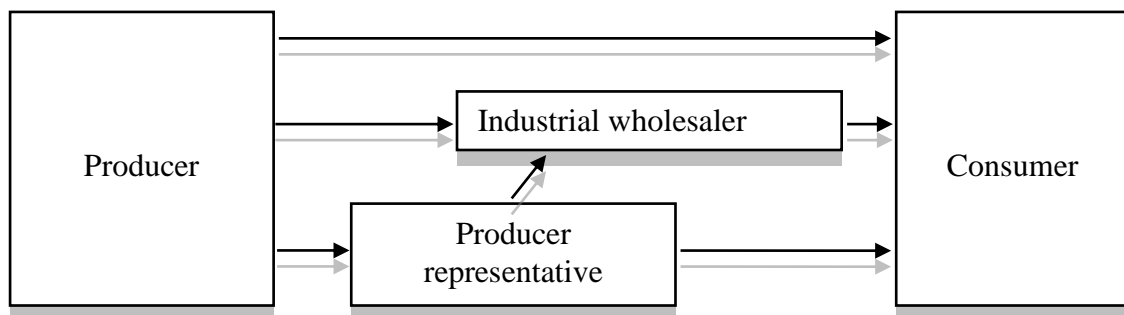 Industrial wholesaler
Producer
Consumer
Producer
representative